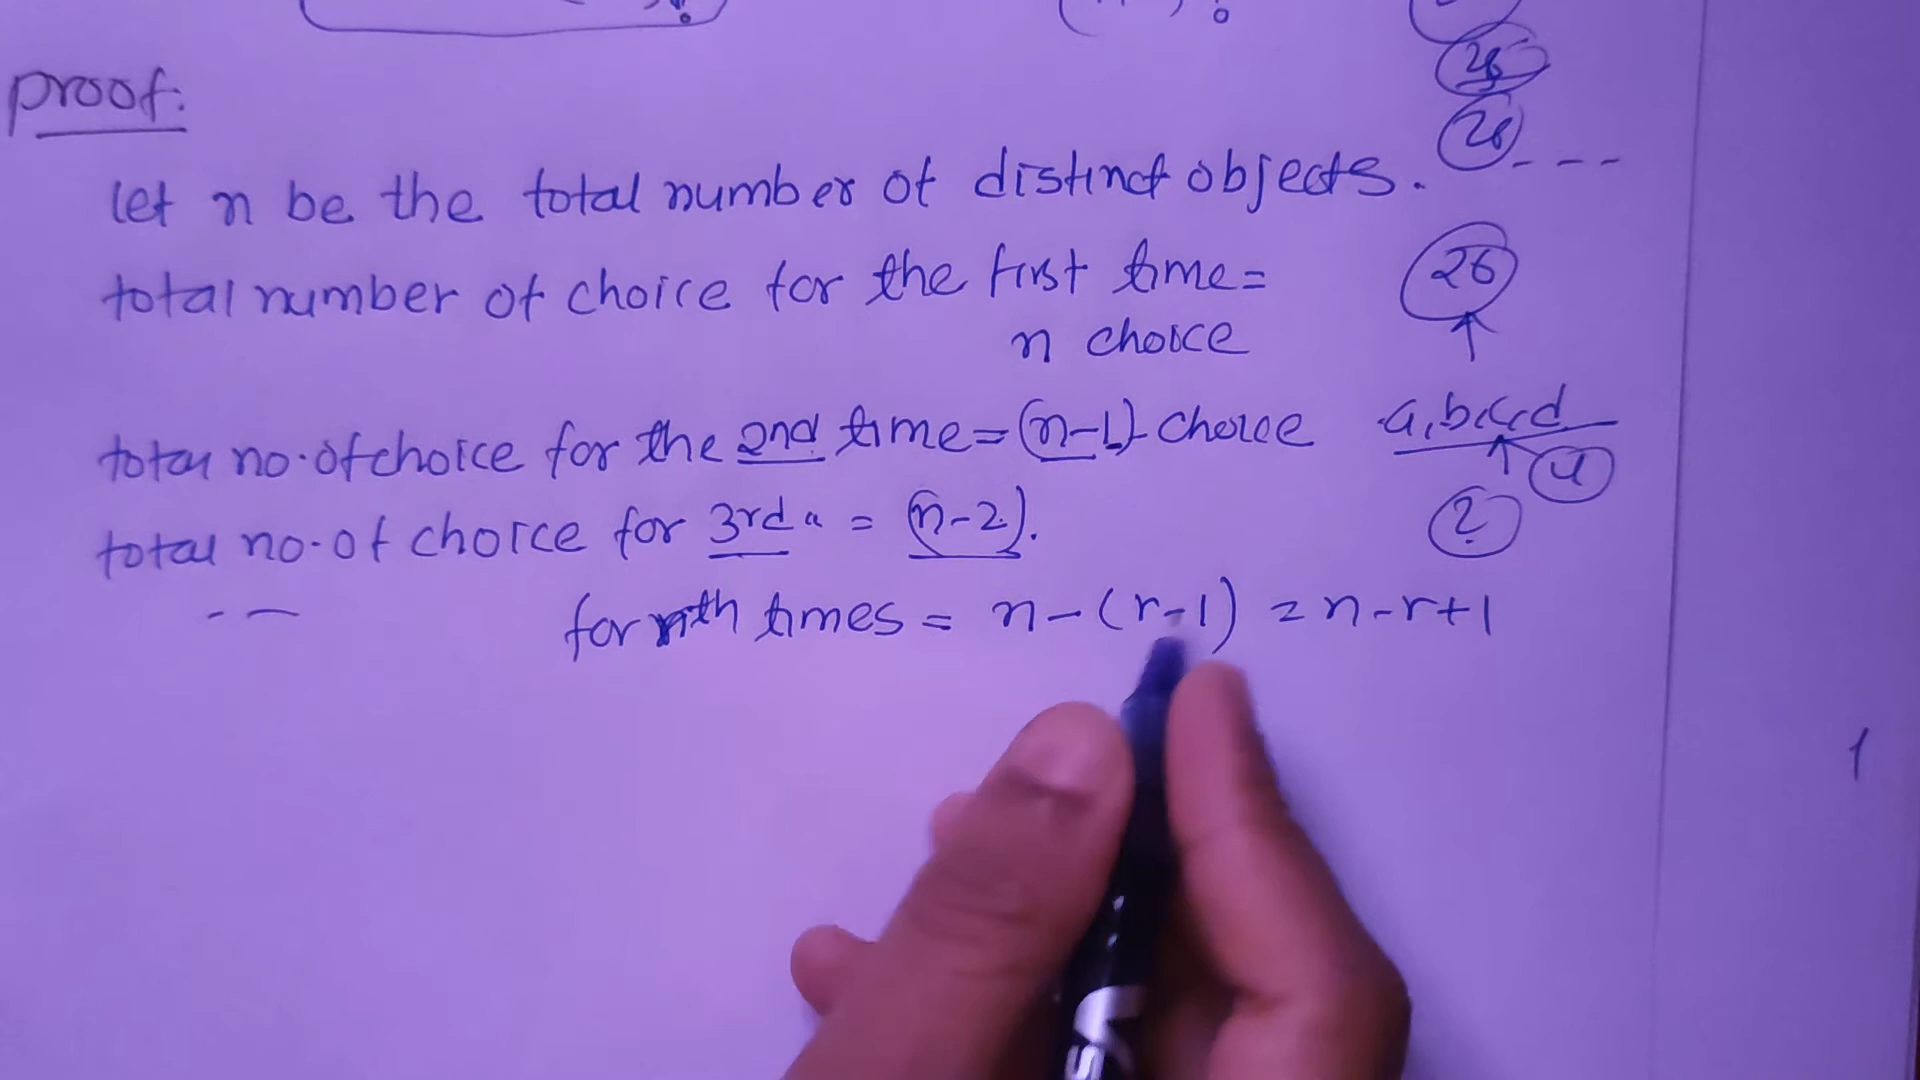 proof:
let n be the total number of distinct objects.
total number of choice for the first time =
n choice
total no. of choice for the 2nd time = (n-1) choice
total no. of choice for 3rd " = (n-2).
-- for rth times = n-(r-1) = n-r+1
26
a,b,c,d
4
?
1